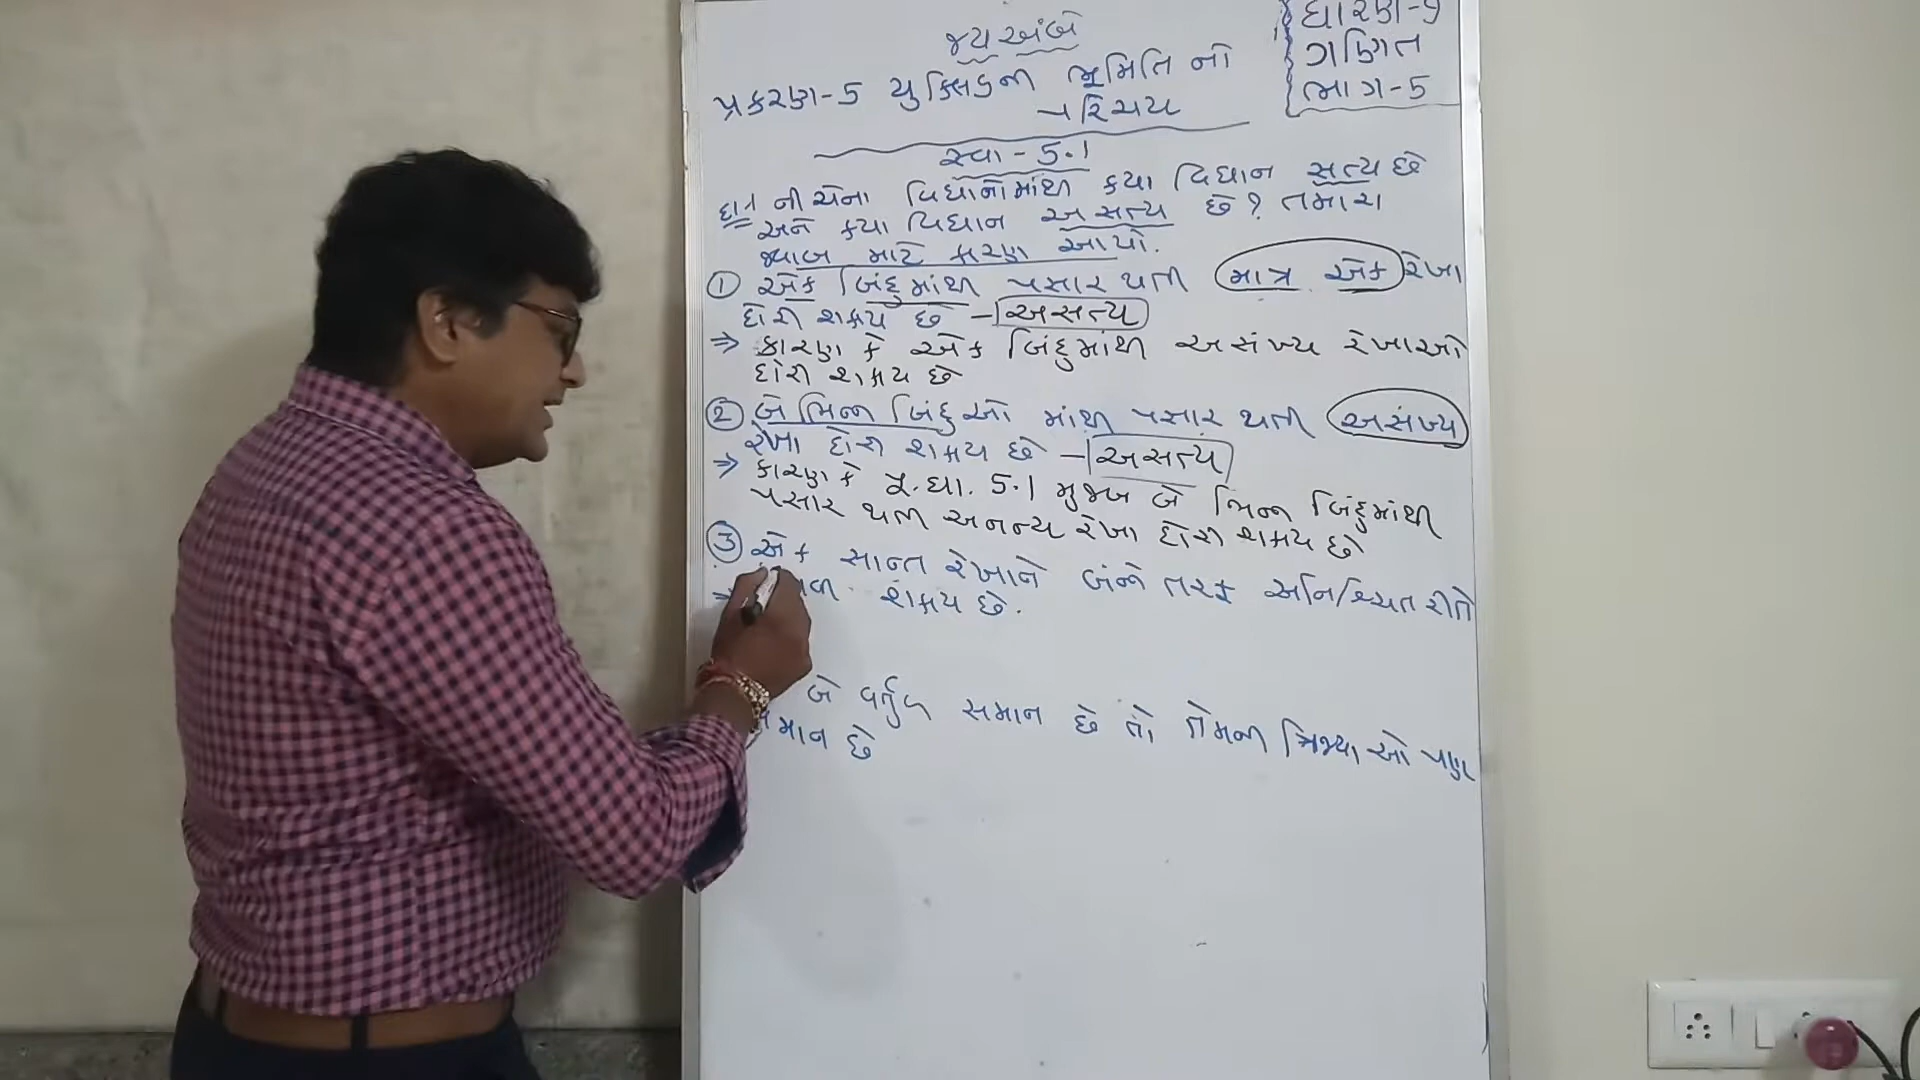 જય અંબે
ધોરણ-9
ગણિત
ભાગ-5
પ્રકરણ-5 યુક્લિડની ભૂમિતિ નો
પરિચય
સ્વા - 5.1
દા.1 નીચેના વિધાનોમાંથી કયા વિધાન સત્ય છે
અને કયા વિધાન અસત્ય છે? તમારા
જવાબ માટે કારણ આપો.
① એક બિંદુમાંથી પસાર થતી માત્ર એક રેખા
દોરી શકાય છે - અસત્ય
⇒ કારણ કે એક બિંદુમાંથી અસંખ્ય રેખાઓ
દોરી શકાય છે
② બે ભિન્ન બિંદુઓ માંથી પસાર થતી અસંખ્ય
રેખા દોરી શકાય છે - અસત્ય
⇒ કારણ કે પૂ.ધા. 5.1 મુજબ બે ભિન્ન બિંદુમાંથી
પસાર થતી અનન્ય રેખા દોરી શકાય છે
③ એક સાન્ત રેખાને બંને તરફ અનિશ્ચિત રીતે
શકાય છે.
બે વર્તુળ સમાન છે તો તેમની ત્રિજ્યાઓ પણ
સમાન છે